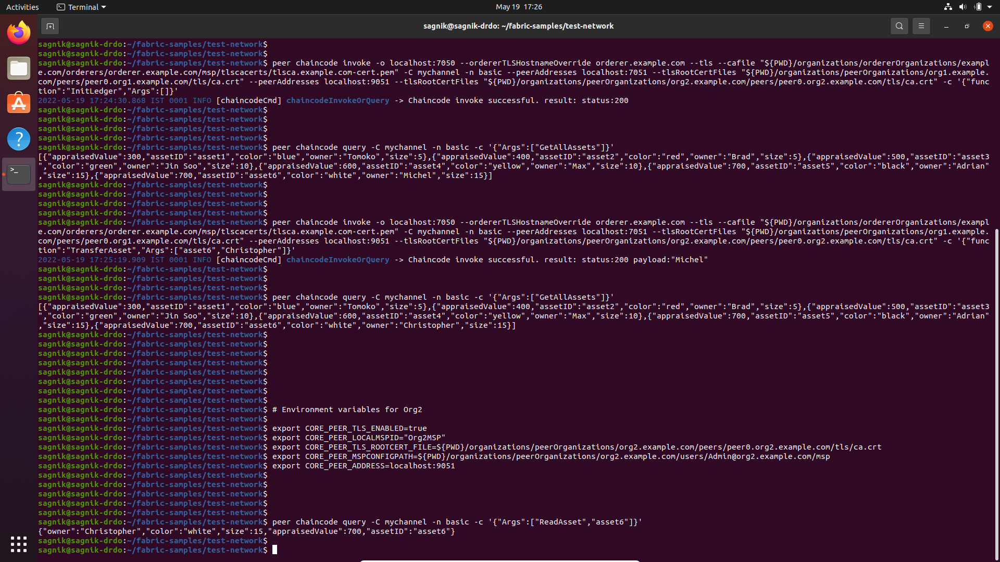 Activities
Terminal
May 19 17:26
sagnik@sagnik-drdo: ~/fabric-samples/test-network
sagnik@sagnik-drdo:~/fabric-samples/test-network$
sagnik@sagnik-drdo:~/fabric-samples/test-network$
sagnik@sagnik-drdo:~/fabric-samples/test-network$ peer chaincode invoke -o localhost:7050 --ordererTLSHostnameOverride orderer.example.com --tls --cafile "${PWD}/organizations/ordererOrganizations/exampl
e.com/orderers/orderer.example.com/msp/tlscacerts/tlsca.example.com-cert.pem" -C mychannel -n basic --peerAddresses localhost:7051 --tlsRootCertFiles "${PWD}/organizations/peerOrganizations/org1.example.
com/peers/peer0.org1.example.com/tls/ca.crt" --peerAddresses localhost:9051 --tlsRootCertFiles "${PWD}/organizations/peerOrganizations/org2.example.com/peers/peer0.org2.example.com/tls/ca.crt" -c '{"func
tion":"InitLedger","Args":[]}'
2022-05-19 17:24:30.868 IST 0001 INFO [chaincodeCmd] chaincodeInvokeOrQuery -> Chaincode invoke successful. result: status:200
sagnik@sagnik-drdo:~/fabric-samples/test-network$
sagnik@sagnik-drdo:~/fabric-samples/test-network$
sagnik@sagnik-drdo:~/fabric-samples/test-network$
sagnik@sagnik-drdo:~/fabric-samples/test-network$
sagnik@sagnik-drdo:~/fabric-samples/test-network$ peer chaincode query -C mychannel -n basic -c '{"Args":["GetAllAssets"]}'
[{"appraisedValue":300,"assetID":"asset1","color":"blue","owner":"Tomoko","size":5},{"appraisedValue":400,"assetID":"asset2","color":"red","owner":"Brad","size":5},{"appraisedValue":500,"assetID":"asset3
","color":"green","owner":"Jin Soo","size":10},{"appraisedValue":600,"assetID":"asset4","color":"yellow","owner":"Max","size":10},{"appraisedValue":700,"assetID":"asset5","color":"black","owner":"Adrian"
,"size":15},{"appraisedValue":700,"assetID":"asset6","color":"white","owner":"Michel","size":15}]
sagnik@sagnik-drdo:~/fabric-samples/test-network$
sagnik@sagnik-drdo:~/fabric-samples/test-network$
sagnik@sagnik-drdo:~/fabric-samples/test-network$
sagnik@sagnik-drdo:~/fabric-samples/test-network$
sagnik@sagnik-drdo:~/fabric-samples/test-network$ peer chaincode invoke -o localhost:7050 --ordererTLSHostnameOverride orderer.example.com --tls --cafile "${PWD}/organizations/ordererOrganizations/exampl
e.com/orderers/orderer.example.com/msp/tlscacerts/tlsca.example.com-cert.pem" -C mychannel -n basic --peerAddresses localhost:7051 --tlsRootCertFiles "${PWD}/organizations/peerOrganizations/org1.example.
com/peers/peer0.org1.example.com/tls/ca.crt" --peerAddresses localhost:9051 --tlsRootCertFiles "${PWD}/organizations/peerOrganizations/org2.example.com/peers/peer0.org2.example.com/tls/ca.crt" -c '{"func
tion":"TransferAsset","Args":["asset6","Christopher"]}'
2022-05-19 17:25:19.909 IST 0001 INFO [chaincodeCmd] chaincodeInvokeOrQuery -> Chaincode invoke successful. result: status:200 payload:"Michel"
sagnik@sagnik-drdo:~/fabric-samples/test-network$
sagnik@sagnik-drdo:~/fabric-samples/test-network$
sagnik@sagnik-drdo:~/fabric-samples/test-network$
sagnik@sagnik-drdo:~/fabric-samples/test-network$ peer chaincode query -C mychannel -n basic -c '{"Args":["GetAllAssets"]}'
[{"appraisedValue":300,"assetID":"asset1","color":"blue","owner":"Tomoko","size":5},{"appraisedValue":400,"assetID":"asset2","color":"red","owner":"Brad","size":5},{"appraisedValue":500,"assetID":"asset3
","color":"green","owner":"Jin Soo","size":10},{"appraisedValue":600,"assetID":"asset4","color":"yellow","owner":"Max","size":10},{"appraisedValue":700,"assetID":"asset5","color":"black","owner":"Adrian"
,"size":15},{"appraisedValue":700,"assetID":"asset6","color":"white","owner":"Christopher","size":15}]
sagnik@sagnik-drdo:~/fabric-samples/test-network$
sagnik@sagnik-drdo:~/fabric-samples/test-network$
sagnik@sagnik-drdo:~/fabric-samples/test-network$
sagnik@sagnik-drdo:~/fabric-samples/test-network$
sagnik@sagnik-drdo:~/fabric-samples/test-network$
sagnik@sagnik-drdo:~/fabric-samples/test-network$
sagnik@sagnik-drdo:~/fabric-samples/test-network$
sagnik@sagnik-drdo:~/fabric-samples/test-network$
sagnik@sagnik-drdo:~/fabric-samples/test-network$ # Environment variables for Org2
sagnik@sagnik-drdo:~/fabric-samples/test-network$
sagnik@sagnik-drdo:~/fabric-samples/test-network$ export CORE_PEER_TLS_ENABLED=true
sagnik@sagnik-drdo:~/fabric-samples/test-network$ export CORE_PEER_LOCALMSPID="Org2MSP"
sagnik@sagnik-drdo:~/fabric-samples/test-network$ export CORE_PEER_TLS_ROOTCERT_FILE=${PWD}/organizations/peerOrganizations/org2.example.com/peers/peer0.org2.example.com/tls/ca.crt
sagnik@sagnik-drdo:~/fabric-samples/test-network$ export CORE_PEER_MSPCONFIGPATH=${PWD}/organizations/peerOrganizations/org2.example.com/users/Admin@org2.example.com/msp
sagnik@sagnik-drdo:~/fabric-samples/test-network$ export CORE_PEER_ADDRESS=localhost:9051
sagnik@sagnik-drdo:~/fabric-samples/test-network$
sagnik@sagnik-drdo:~/fabric-samples/test-network$
sagnik@sagnik-drdo:~/fabric-samples/test-network$
sagnik@sagnik-drdo:~/fabric-samples/test-network$
sagnik@sagnik-drdo:~/fabric-samples/test-network$
sagnik@sagnik-drdo:~/fabric-samples/test-network$ peer chaincode query -C mychannel -n basic -c '{"Args":["ReadAsset","asset6"]}'
{"owner":"Christopher","color":"white","size":15,"appraisedValue":700,"assetID":"asset6"}
sagnik@sagnik-drdo:~/fabric-samples/test-network$
sagnik@sagnik-drdo:~/fabric-samples/test-network$